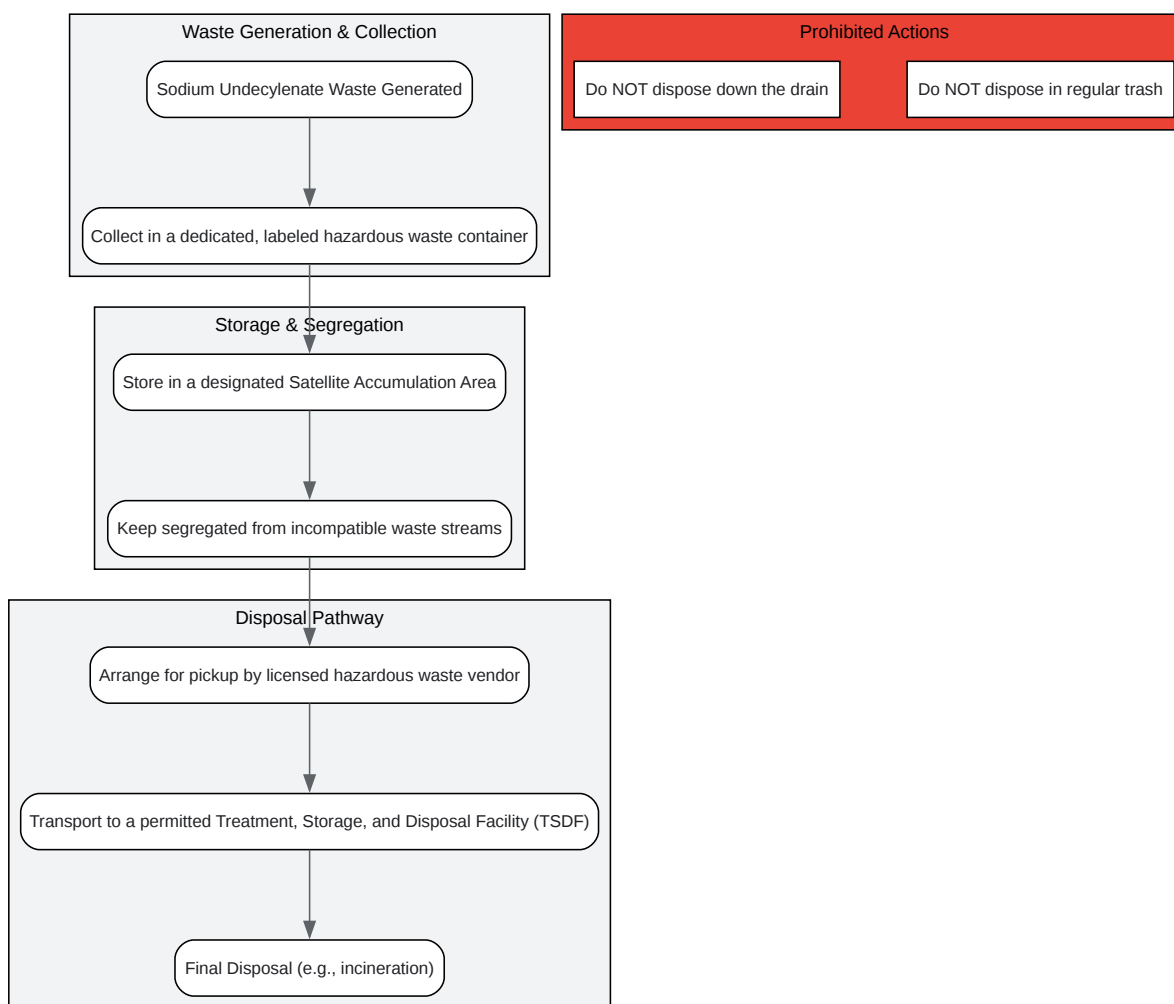 Waste Generation & Collection
Sodium Undecylenate Waste Generated
Collect in a dedicated, labeled hazardous waste container
Prohibited Actions
Do NOT dispose down the drain
Do NOT dispose in regular trash
Storage & Segregation
Store in a designated Satellite Accumulation Area
Keep segregated from incompatible waste streams
Disposal Pathway
Arrange for pickup by licensed hazardous waste vendor
Transport to a permitted Treatment, Storage, and Disposal Facility (TSDF)
Final Disposal (e.g., incineration)